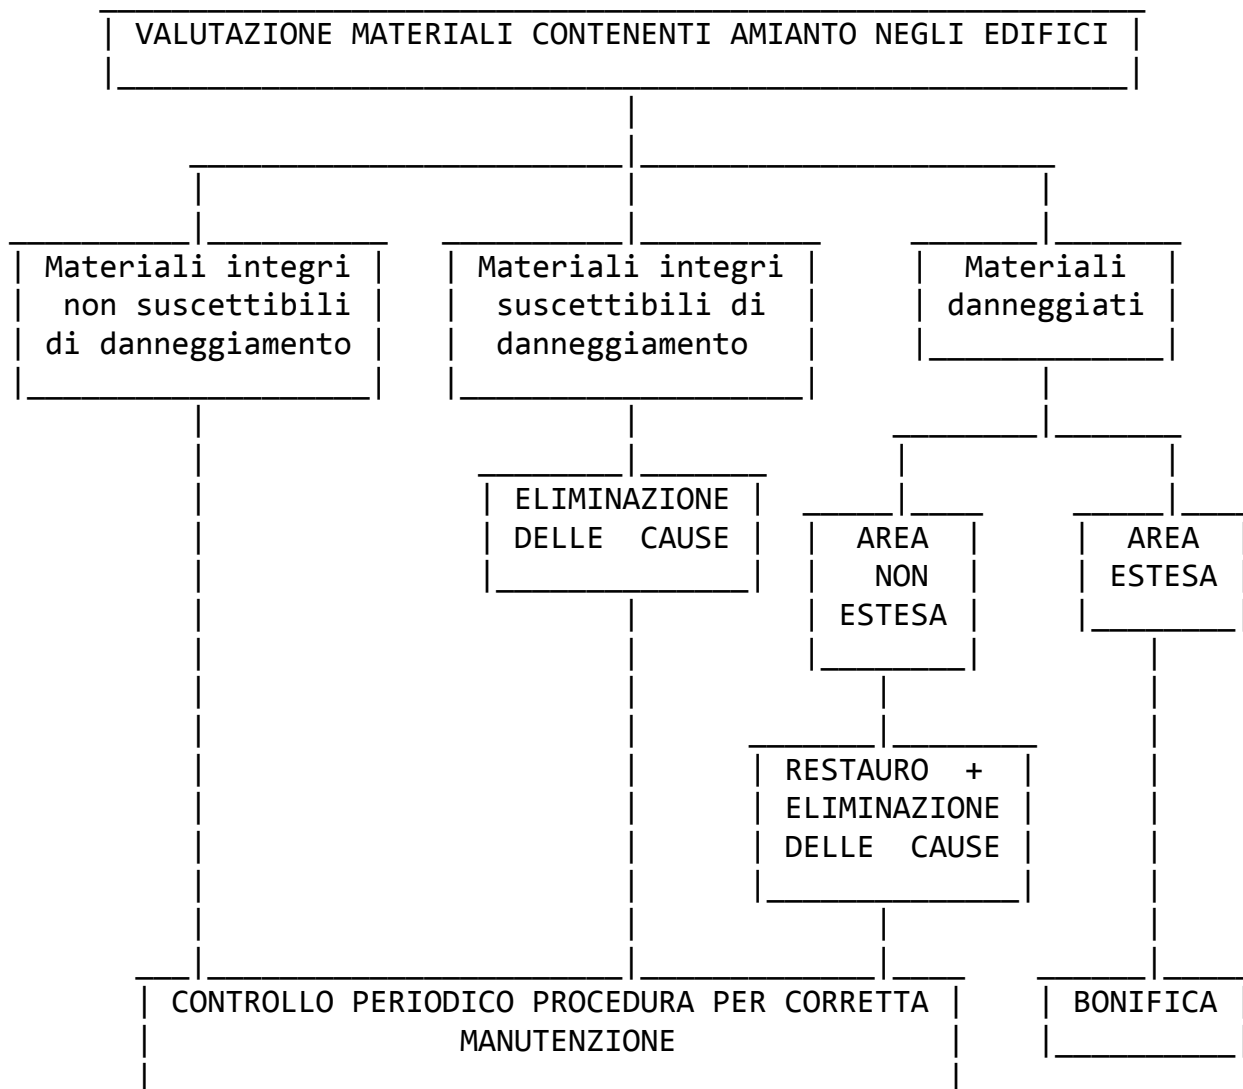 VALUTAZIONE MATERIALI CONTENENTI AMIANTO NEGLI EDIFICI
Materiali integri
non suscettibili
di danneggiamento
Materiali integri
suscettibili di
danneggiamento
Materiali
danneggiati
ELIMINAZIONE
DELLE CAUSE
AREA
NON
ESTESA
AREA
ESTESA
RESTAURO +
ELIMINAZIONE
DELLE CAUSE
CONTROLLO PERIODICO PROCEDURA PER CORRETTA
MANUTENZIONE
BONIFICA